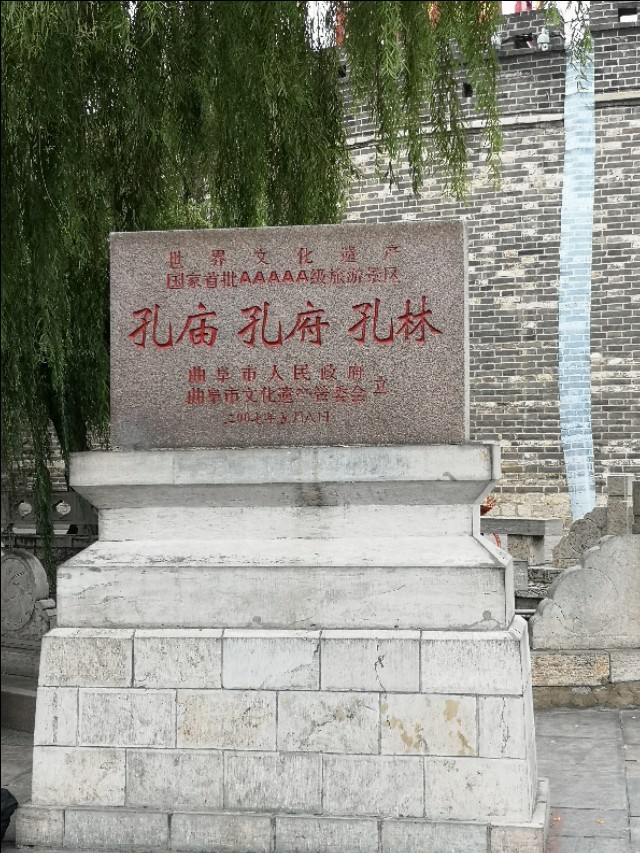 世界文化遗产
国家首批AAAAA级旅游景区
孔庙 孔府 孔林
曲阜市人民政府
曲阜市文化遗产管委会 立